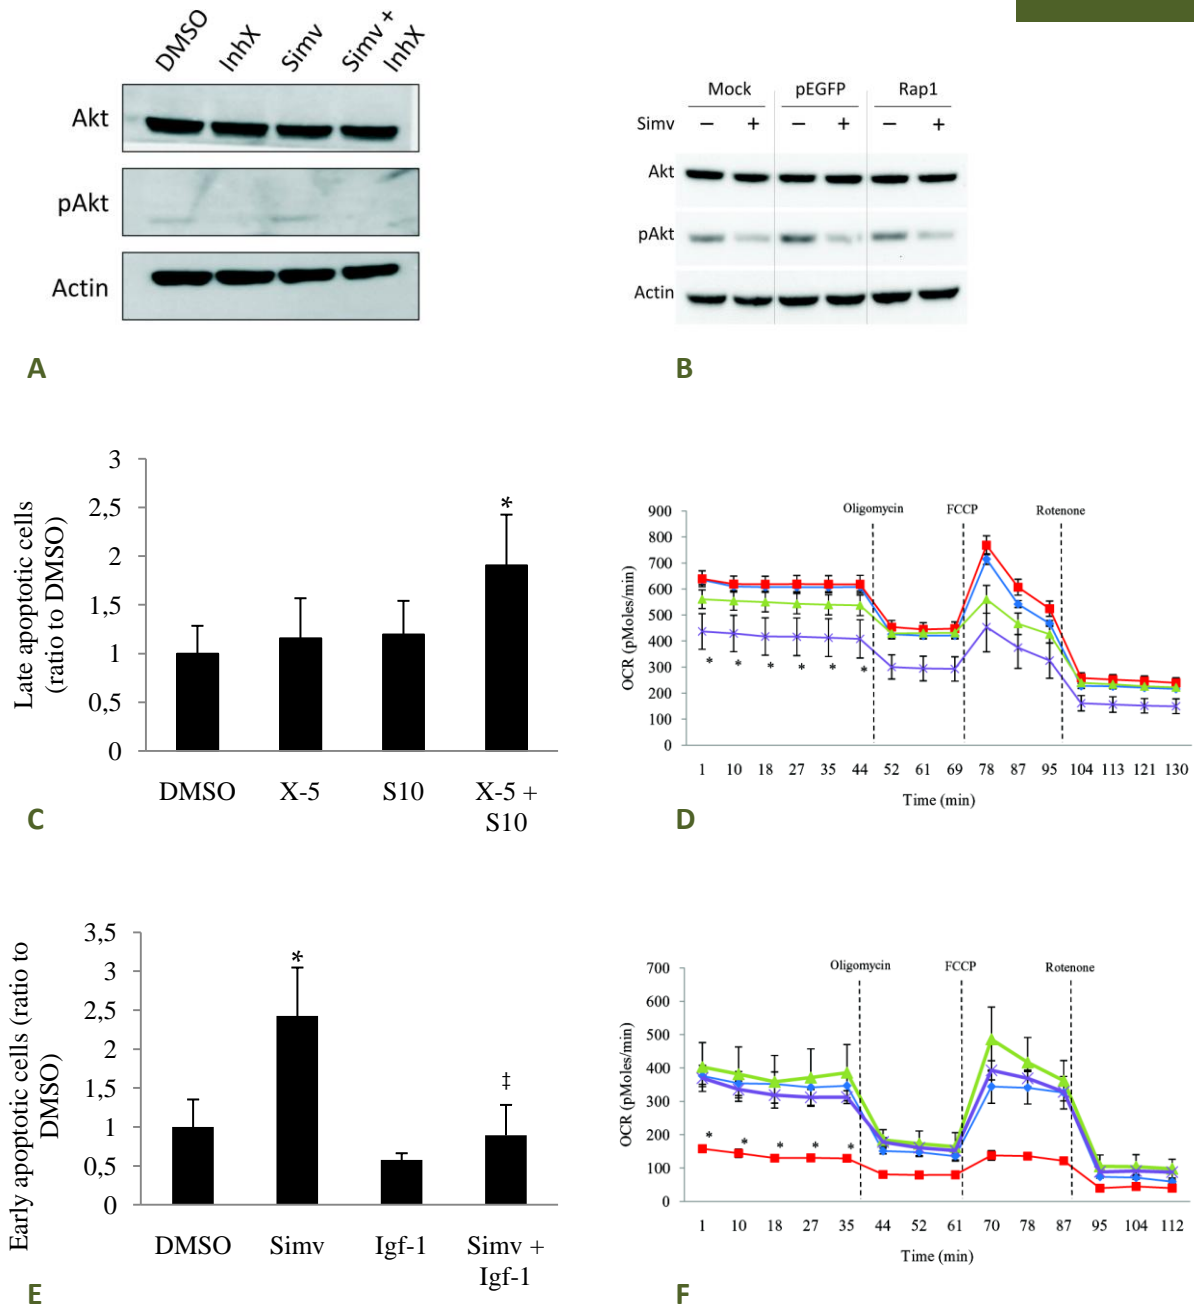 DMSO
InhX
Simv
Simv +
InhX
Akt
pAkt
Actin
A
Mock pEGFP Rap1
Simv − + − + − +
Akt
pAkt
Actin
B
Late apoptotic cells
(ratio to DMSO)
3
2,5
2
1,5
1
0,5
0
*
DMSO X-5 S10 X-5 +
S10
C
OCR (pMoles/min)
900
800
700
600
500
400
300
200
100
0
Oligomycin FCCP Rotenone
* * * * * *
1 10 18 27 35 44 52 61 69 78 87 95 104 113 121 130
Time (min)
D
Early apoptotic cells (ratio to
DMSO)
3,5
3
2,5
2
1,5
1
0,5
0
*
‡
DMSO Simv Igf-1 Simv +
Igf-1
E
OCR (pMoles/min)
700
600
500
400
300
200
100
0
Oligomycin FCCP Rotenone
* * * * *
1 10 18 27 35 44 52 61 70 78 87 95 104 112
Time (min)
F